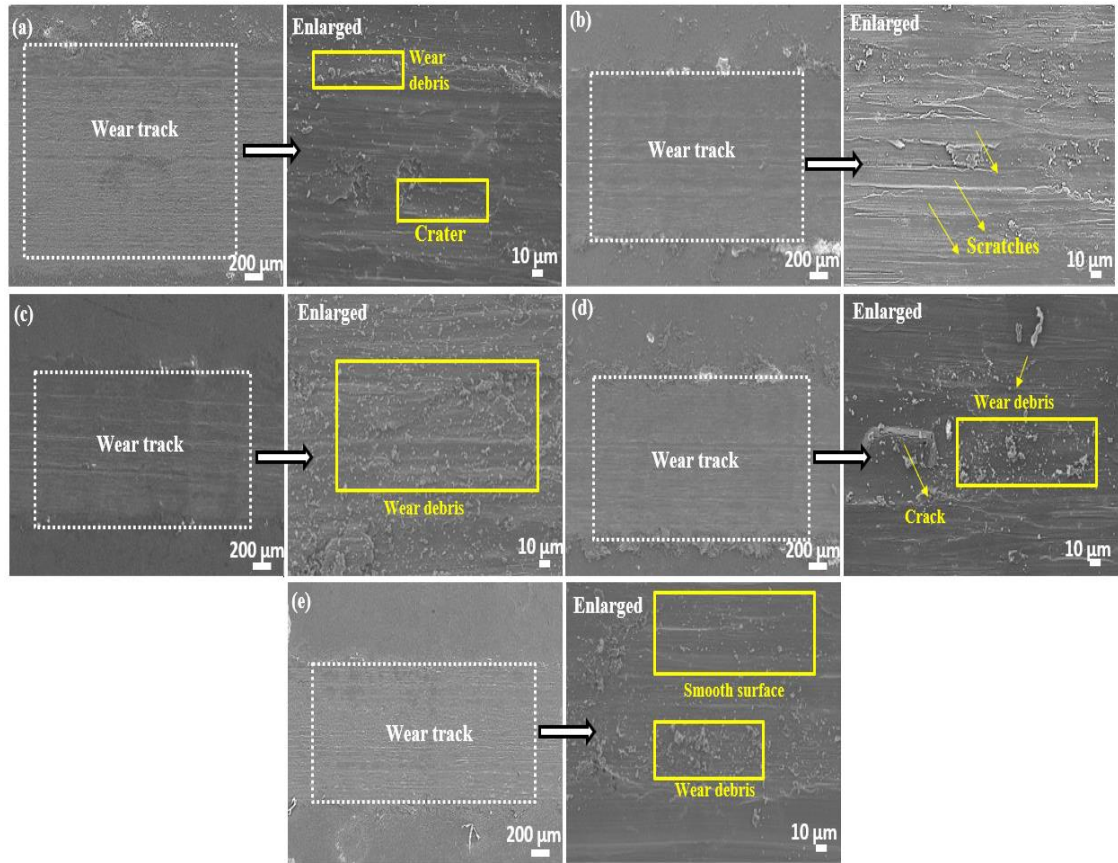 (a)
Wear track
200 µm
Enlarged
Wear
debris
Crater
10 µm
(b)
Wear track
200 µm
Enlarged
Scratches
10 µm
(c)
Wear track
200 µm
Enlarged
Wear debris
10 µm
(d)
Wear track
200 µm
Enlarged
Wear debris
Crack
10 µm
(e)
Wear track
200 µm
Enlarged
Smooth surface
Wear debris
10 µm